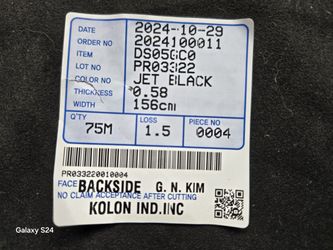 DATE 2024-10-29
ORDER NO 2024100011
ITEM DS056C0
LOT NO PR03322
COLOR NO JET BLACK
THICKNESS 0.58
WIDTH 156cm
Q'TY LOSS PIECE NO
75M 1.5 0004
PR033220010004
FACE BACKSIDE G. N. KIM
NO CLAIM ACCEPTANCE AFTER CUTTING
KOLON IND.INC
Galaxy S24